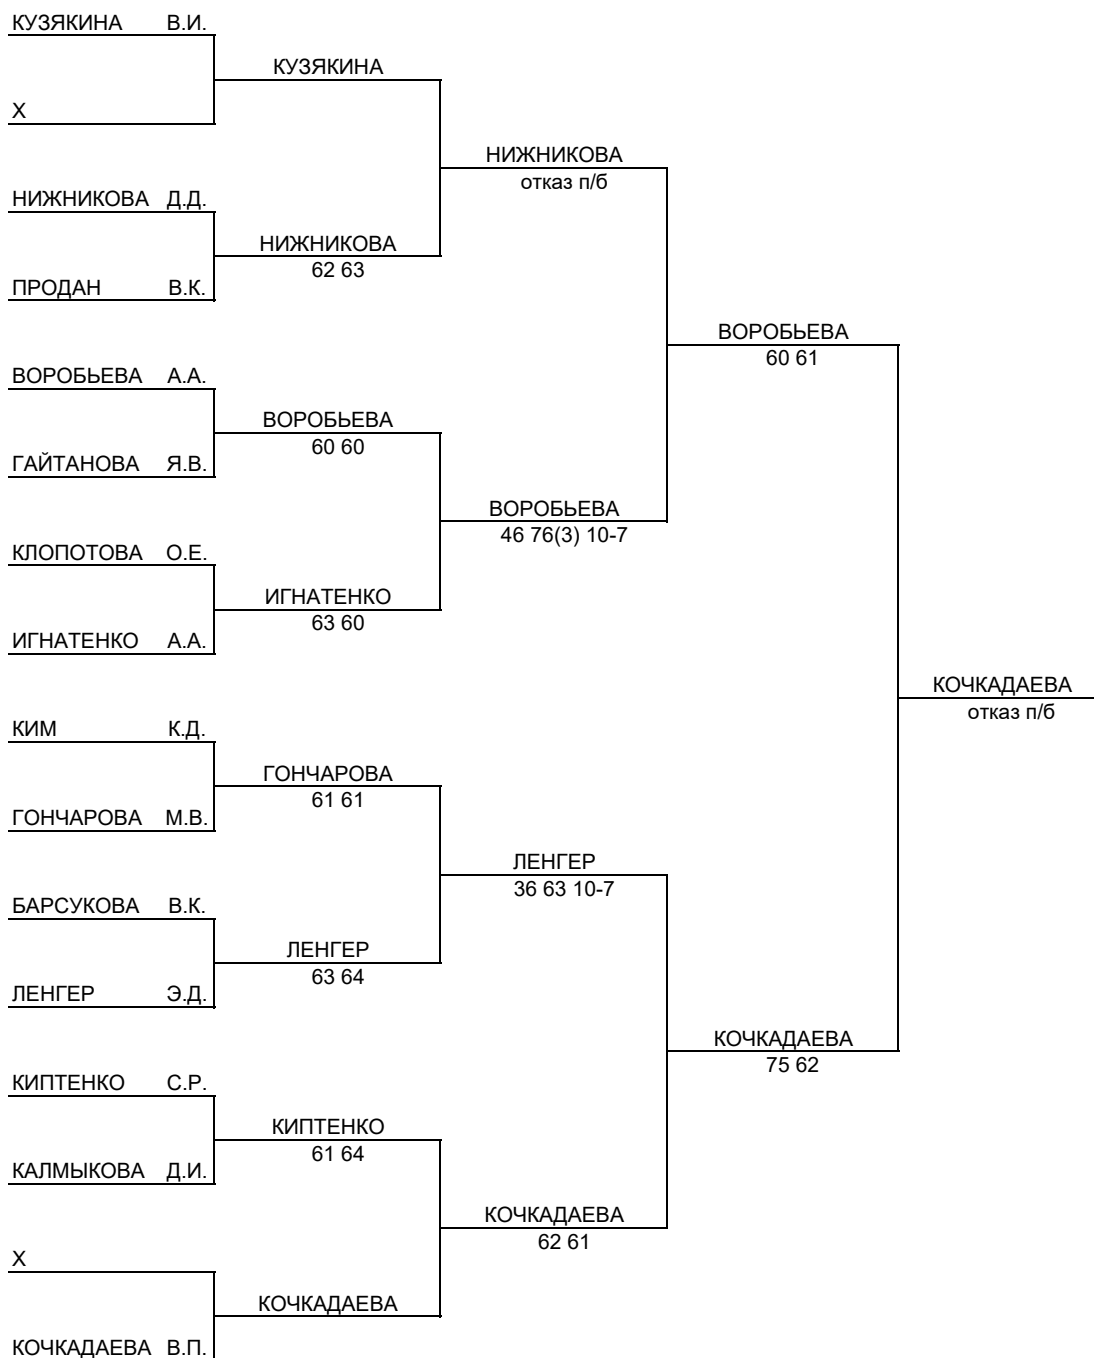 КУЗЯКИНА В.И.
КУЗЯКИНА
Х
НИЖНИКОВА
отказ п/б
НИЖНИКОВА Д.Д.
НИЖНИКОВА
62 63
ПРОДАН В.К.
ВОРОБЬЕВА
60 61
ВОРОБЬЕВА А.А.
ВОРОБЬЕВА
60 60
ГАЙТАНОВА Я.В.
ВОРОБЬЕВА
46 76(3) 10-7
КЛОПОТОВА О.Е.
ИГНАТЕНКО
63 60
ИГНАТЕНКО А.А.
КОЧКАДАЕВА
отказ п/б
КИМ К.Д.
ГОНЧАРОВА
61 61
ГОНЧАРОВА М.В.
ЛЕНГЕР
36 63 10-7
БАРСУКОВА В.К.
ЛЕНГЕР
63 64
ЛЕНГЕР Э.Д.
КОЧКАДАЕВА
75 62
КИПТЕНКО С.Р.
КИПТЕНКО
61 64
КАЛМЫКОВА Д.И.
КОЧКАДАЕВА
62 61
Х
КОЧКАДАЕВА
КОЧКАДАЕВА В.П.